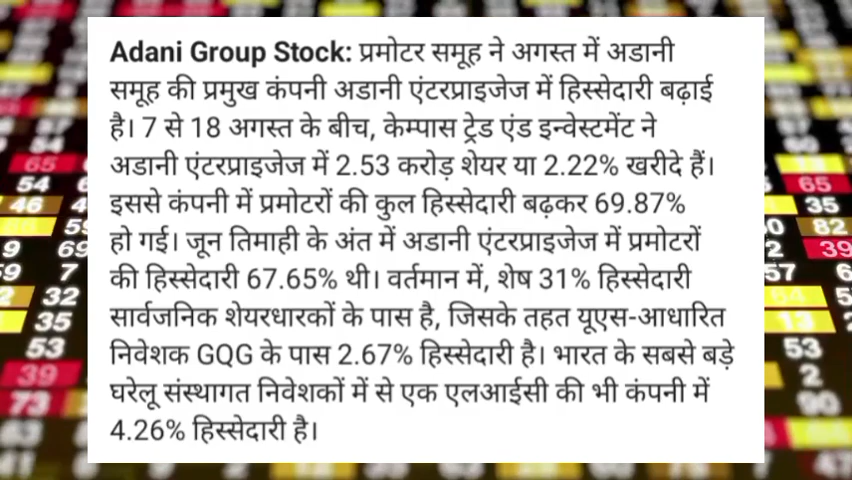 Adani Group Stock: प्रमोटर समूह ने अगस्त में अडानी
समूह की प्रमुख कंपनी अडानी एंटरप्राइजेज में हिस्सेदारी बढ़ाई
है। 7 से 18 अगस्त के बीच, केम्पास ट्रेड एंड इन्वेस्टमेंट ने
अडानी एंटरप्राइजेज में 2.53 करोड़ शेयर या 2.22% खरीदे हैं।
इससे कंपनी में प्रमोटरों की कुल हिस्सेदारी बढ़कर 69.87%
हो गई। जून तिमाही के अंत में अडानी एंटरप्राइजेज में प्रमोटरों
की हिस्सेदारी 67.65% थी। वर्तमान में, शेष 31% हिस्सेदारी
सार्वजनिक शेयरधारकों के पास है, जिसके तहत यूएस-आधारित
निवेशक GQG के पास 2.67% हिस्सेदारी है। भारत के सबसे बड़े
घरेलू संस्थागत निवेशकों में से एक एलआईसी की भी कंपनी में
4.26% हिस्सेदारी है।